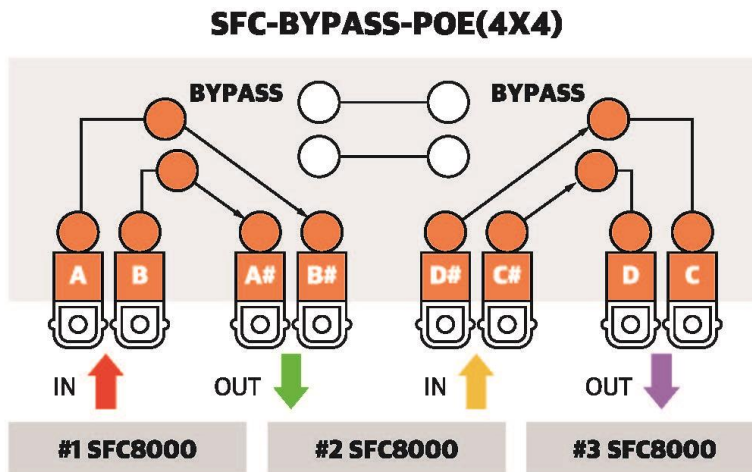 SFC-BYPASS-POE(4X4)
BYPASS
BYPASS
A B A# B# D# C# D C
IN OUT IN OUT
#1 SFC8000 #2 SFC8000 #3 SFC8000